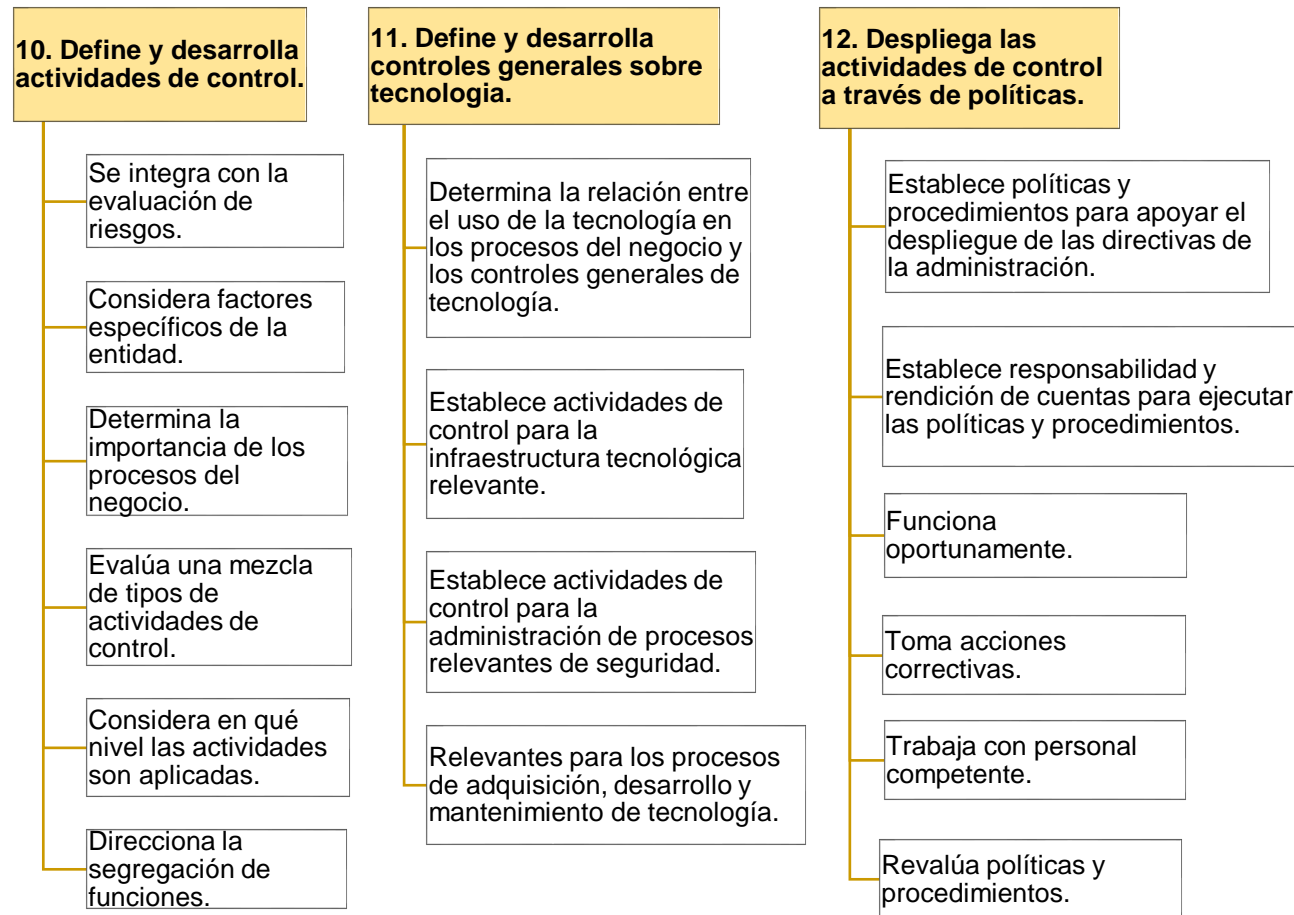 10. Define y desarrolla
actividades de control.
Se integra con la
evaluación de
riesgos.
Considera factores
específicos de la
entidad.
Determina la
importancia de los
procesos del
negocio.
Evalúa una mezcla
de tipos de
actividades de
control.
Considera en qué
nivel las actividades
son aplicadas.
Direcciona la
segregación de
funciones.
11. Define y desarrolla
controles generales sobre
tecnologia.
Determina la relación entre
el uso de la tecnología en
los procesos del negocio y
los controles generales de
tecnología.
Establece actividades de
control para la
infraestructura tecnológica
relevante.
Establece actividades de
control para la
administración de procesos
relevantes de seguridad.
Relevantes para los procesos
de adquisición, desarrollo y
mantenimiento de tecnología.
12. Despliega las
actividades de control
a través de políticas.
Establece políticas y
procedimientos para apoyar el
despliegue de las directivas de
la administración.
Establece responsabilidad y
rendición de cuentas para ejecutar
las políticas y procedimientos.
Funciona
oportunamente.
Toma acciones
correctivas.
Trabaja con personal
competente.
Revalúa políticas y
procedimientos.